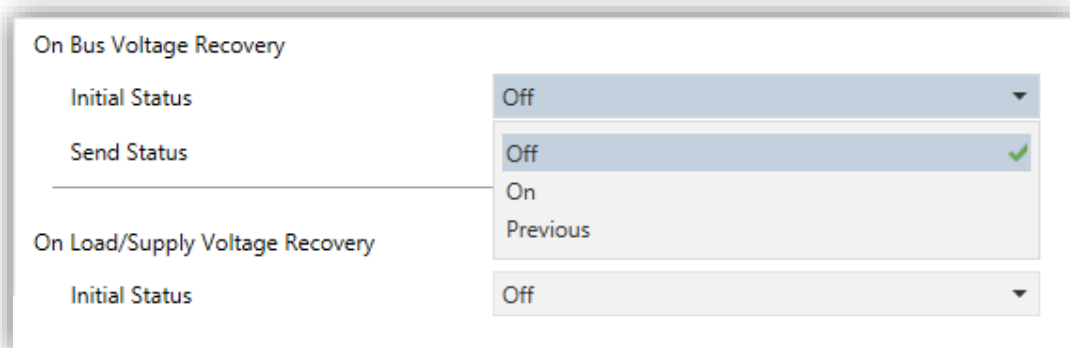 On Bus Voltage Recovery
Initial Status Off
Send Status Off
On
Previous
On Load/Supply Voltage Recovery
Initial Status Off